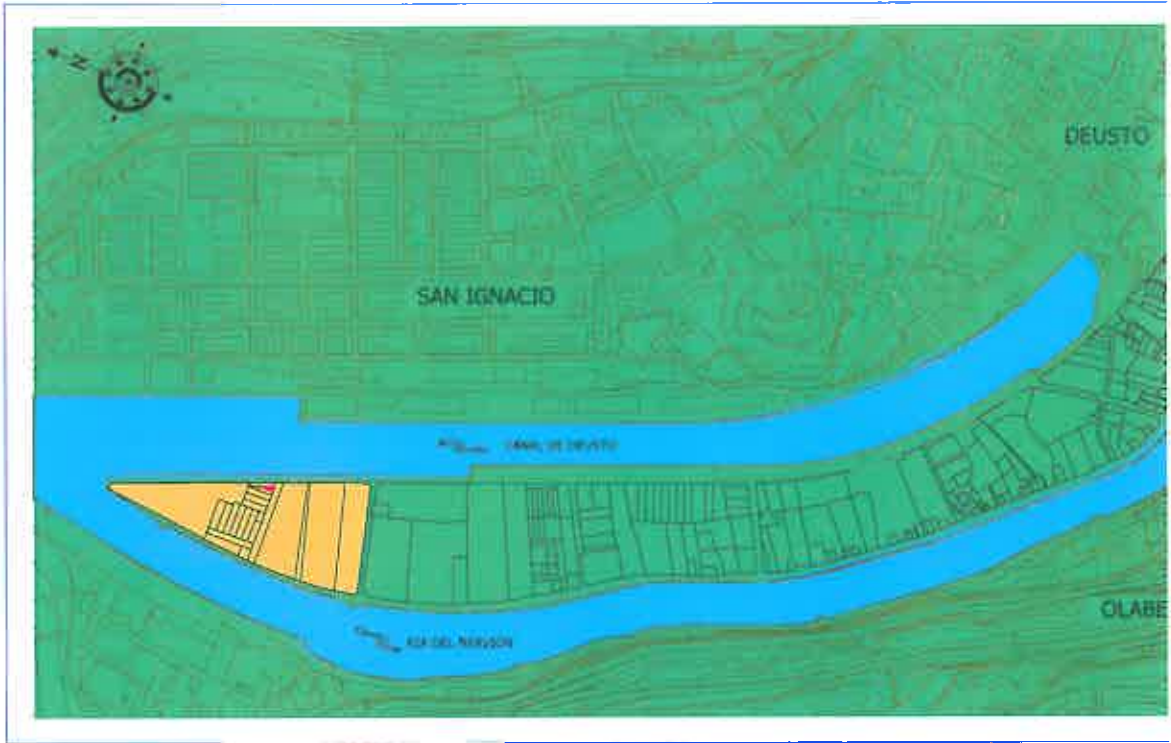 N
DEUSTO
SAN IGNACIO
CANAL DE DEUSTO
OLABE
RIA DEL NERVION